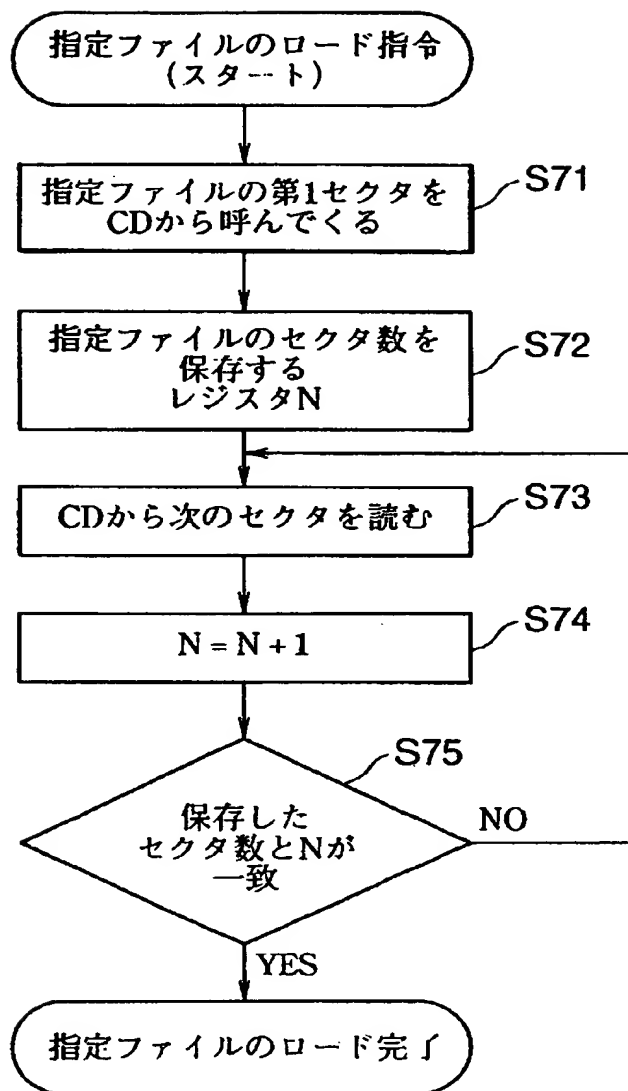 指定ファイルのロード指令
(スタート)
指定ファイルの第1セクタを
CDから呼んでくる
S71
指定ファイルのセクタ数を
保存する
レジスタN
S72
CDから次のセクタを読む
S73
N = N + 1
S74
保存した
セクタ数とNが
一致
S75
NO
YES
指定ファイルのロード完了